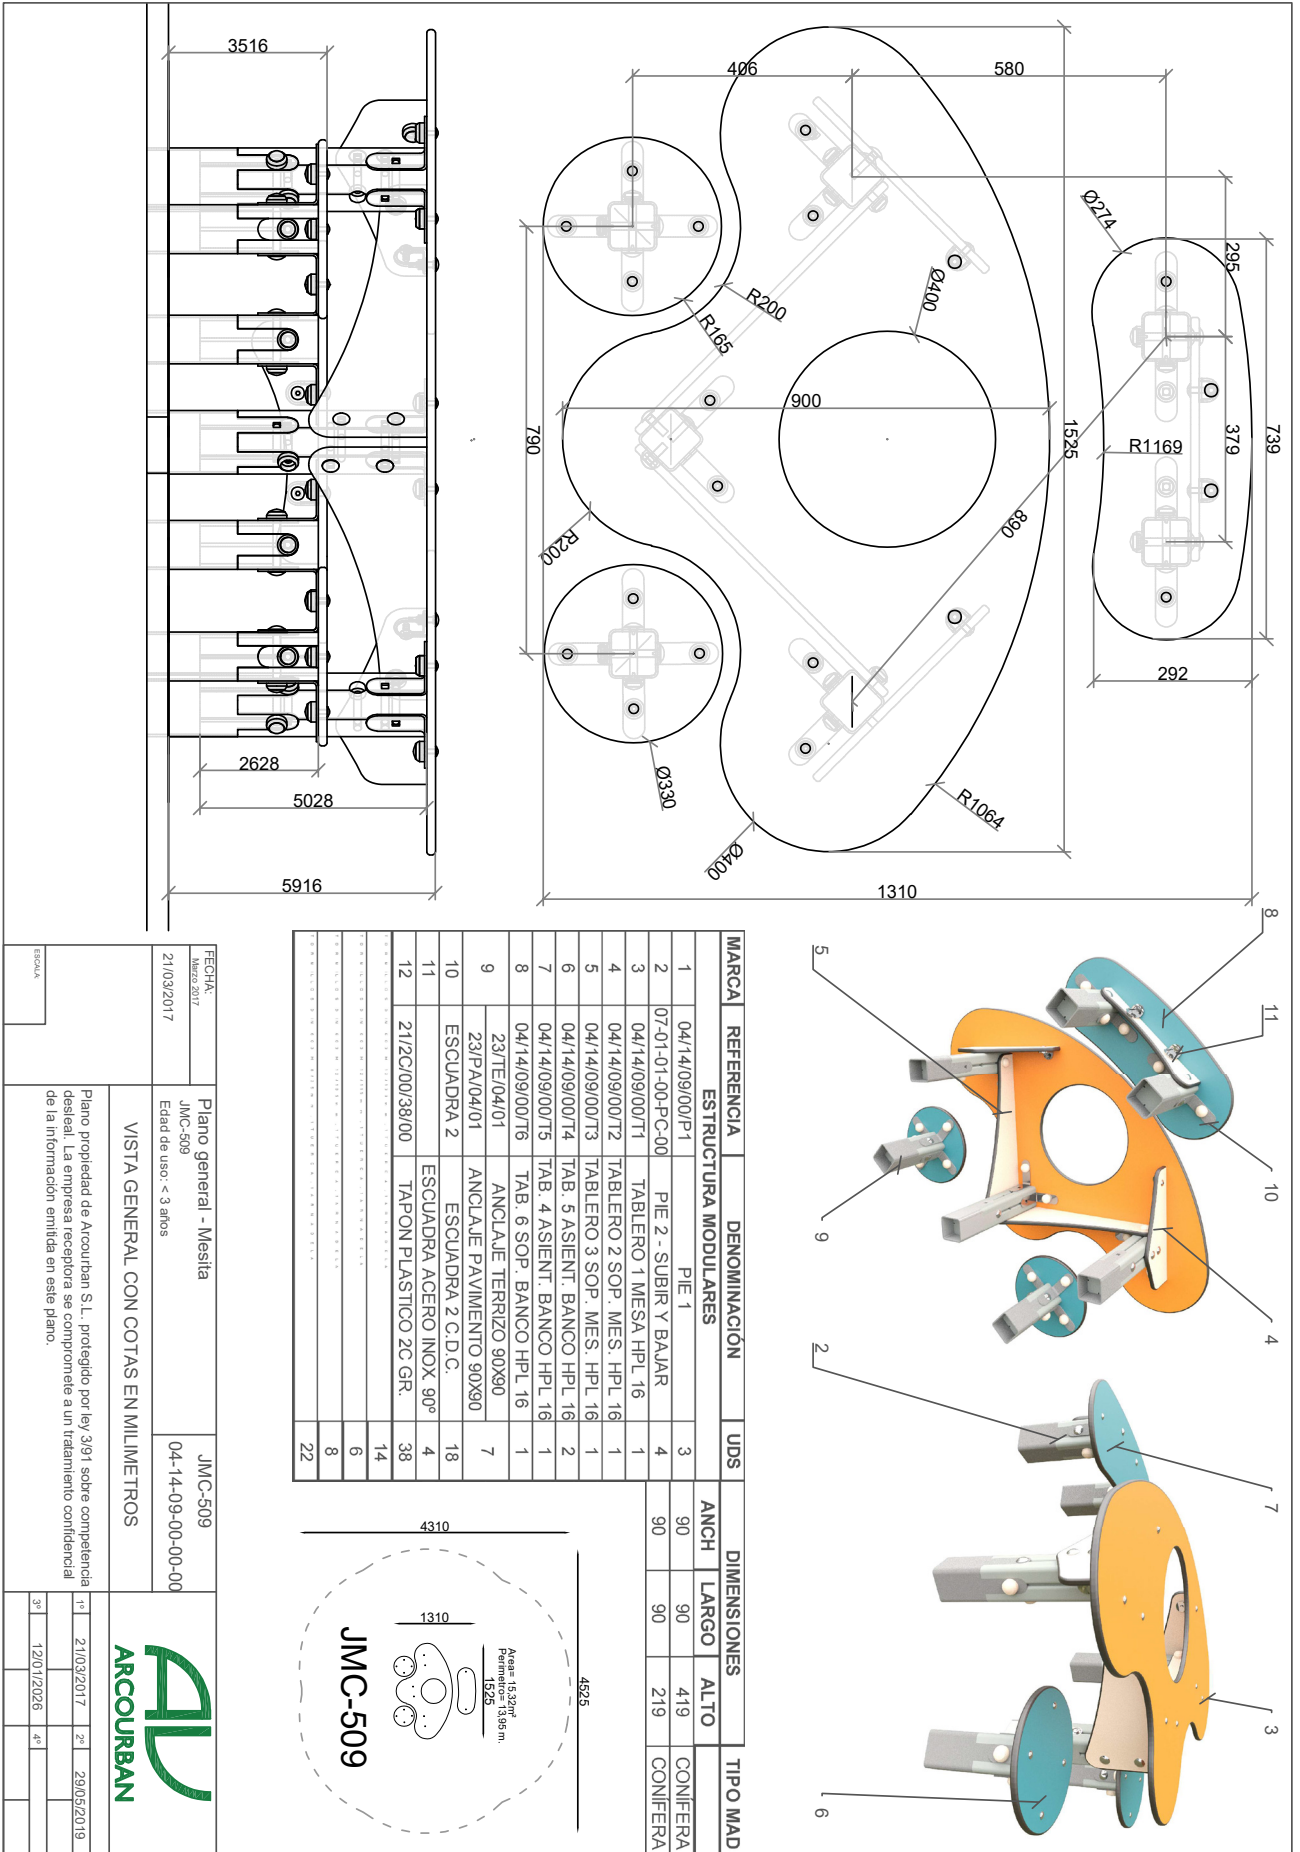 3516
2628
5028
5916
406
580
Ø274
295
739
379
R1169
292
Ø400
R200
R165
900
1525
890
790
R200
Ø330
Ø400
R1064
1310
8
11
10
5
9
4
2
7
3
6
MARCA REFERENCIA DENOMINACIÓN UDS DIMENSIONES TIPO MAD
ANCH LARGO ALTO
ESTRUCTURA MODULARES
1 04/14/09/00/P1 PIE 1 3 90 90 419 CONÍFERA
2 07-01-01-00-PC-00 PIE 2 - SUBIR Y BAJAR 4 90 90 219 CONÍFERA
3 04/14/09/00/T1 TABLERO 1 MESA HPL 16 1
4 04/14/09/00/T2 TABLERO 2 SOP. MES. HPL 16 1
5 04/14/09/00/T3 TABLERO 3 SOP. MES. HPL 16 1
6 04/14/09/00/T4 TAB. 5 ASIENT. BANCO HPL 16 2
7 04/14/09/00/T5 TAB. 4 ASIENT. BANCO HPL 16 1
8 04/14/09/00/T6 TAB. 6 SOP. BANCO HPL 16 1
9 23/TE/04/01 ANCLAJE TERRIZO 90X90 7
23/PA/04/01 ANCLAJE PAVIMENTO 90X90
10 ESCUADRA 2 ESCUADRA 2 C.D.C. 18
11 ESCUADRA ACERO INOX. 90º 4
12 21/2C/00/38/00 TAPON PLASTICO 2C GR. 38
14
6
8
22
4310
4525
1310
Area= 15,32m²
Perimetro= 13,95 m.
1525
JMC-509
FECHA:
Marzo 2017
21/03/2017
Plano general - Mesita
JMC-509
Edad de uso: < 3 años
JMC-509
04-14-09-00-00-00
VISTA GENERAL CON COTAS EN MILIMETROS
ESCALA:
Plano propiedad de Arcourban S.L. protegido por ley 3/91 sobre competencia
desleal. La empresa receptora se compromete a un tratamiento confidencial
de la información emitida en este plano.
ARCOURBAN
1º 21/03/2017 2º 29/05/2019
3º 12/01/2026 4º